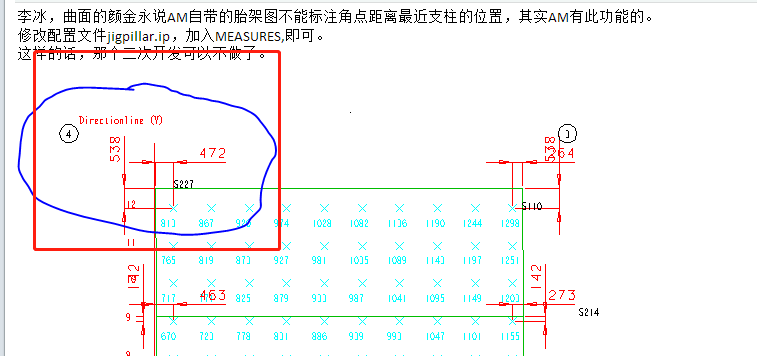 李冰，曲面的颜金永说AM自带的胎架图不能标注角点距离最近支柱的位置，其实AM有此功能的。
修改配置文件jigpillar.ip，加入MEASURES,即可。
这样的话，那个二次开发可以不做了。
Directionline (Y)
4
3
538
472
538
264
S227
12
S110
813 867 920 974 1028 1082 1136 1190 1244 1298
11
765 819 873 927 981 1035 1089 1143 1197 1251
142
142
717 825 879 933 987 1041 1095 1149 1203
453
273
S214
9
9
670 723 778 831 886 939 993 1047 1101 1155